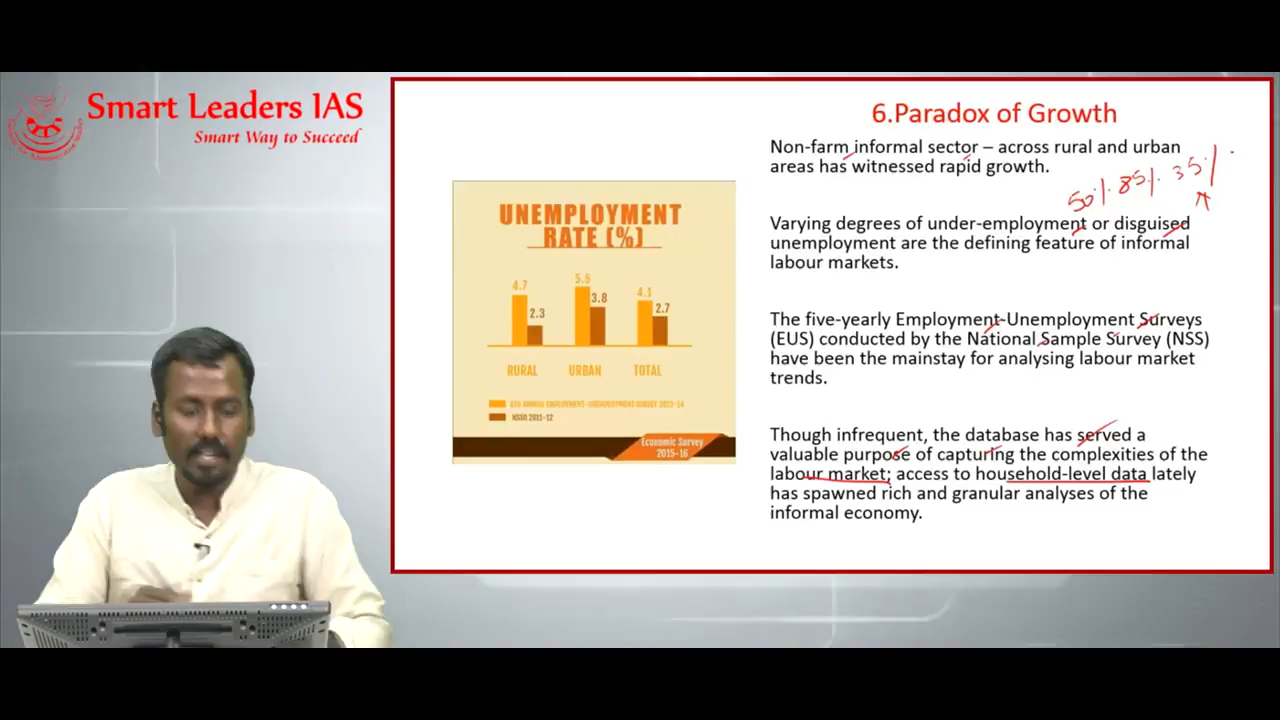 Smart Leaders IAS
Smart Way to Succeed
6.Paradox of Growth
Non-farm informal sector – across rural and urban
areas has witnessed rapid growth.
50% 85% 35%
Varying degrees of under-employment or disguised
unemployment are the defining feature of informal
labour markets.
The five-yearly Employment-Unemployment Surveys
(EUS) conducted by the National Sample Survey (NSS)
have been the mainstay for analysing labour market
trends.
Though infrequent, the database has served a
valuable purpose of capturing the complexities of the
labour market; access to household-level data lately
has spawned rich and granular analyses of the
informal economy.
UNEMPLOYMENT
RATE (%)
4.7 2.3 5.5 3.8 4.1 2.7
RURAL URBAN TOTAL
ANNUAL EMPLOYMENT-UNEMPLOYMENT SURVEY 2013-14
NSSO 2011-12
Economic Survey
2015-16